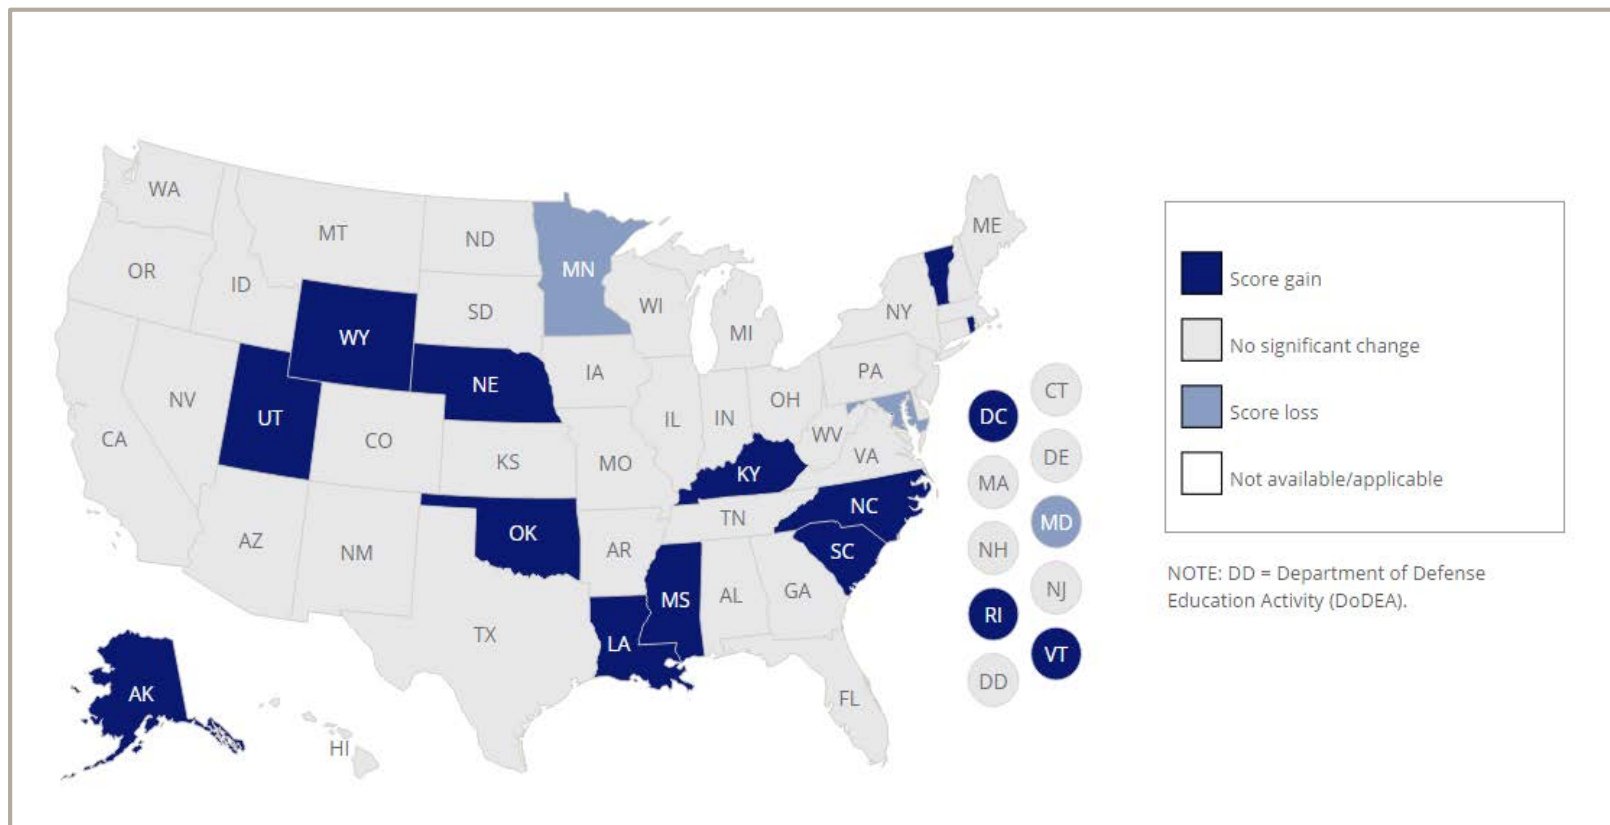 WA
MT
ND
MN
ME
OR
ID
SD
WI
MI
NY
WY
NE
IA
PA
NV
UT
CO
IL
IN
OH
CA
KS
MO
KY
WV
VA
AZ
NM
OK
AR
TN
NC
SC
TX
LA
MS
AL
GA
FL
AK
HI
DC
CT
MA
DE
NH
MD
RI
NJ
DD
VT
Score gain
No significant change
Score loss
Not available/applicable
NOTE: DD = Department of Defense
Education Activity (DoDEA).